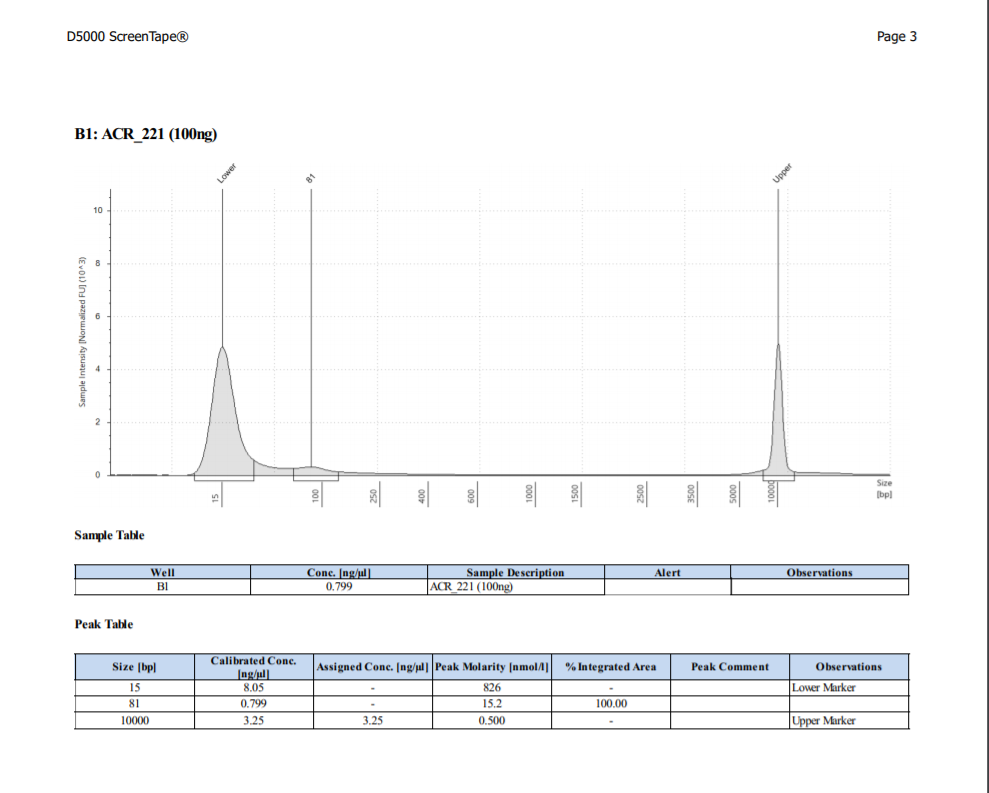 D5000 ScreenTape® Page 3
B1: ACR_221 (100ng)
Lower 81 Upper
Sample Intensity [Normalized FU] (10^3)
10
8
6
4
2
0
15 100 250 400 600 1000 1500 2500 3500 5000 10000 Size [bp]
Sample Table
Well Conc. [ng/µl] Sample Description Alert Observations
B1 0.799 ACR_221 (100ng)
Peak Table
Size [bp] Calibrated Conc. [ng/µl] Assigned Conc. [ng/µl] Peak Molarity [nmol/l] % Integrated Area Peak Comment Observations
15 8.05 - 826 - Lower Marker
81 0.799 - 15.2 100.00
10000 3.25 3.25 0.500 - Upper Marker